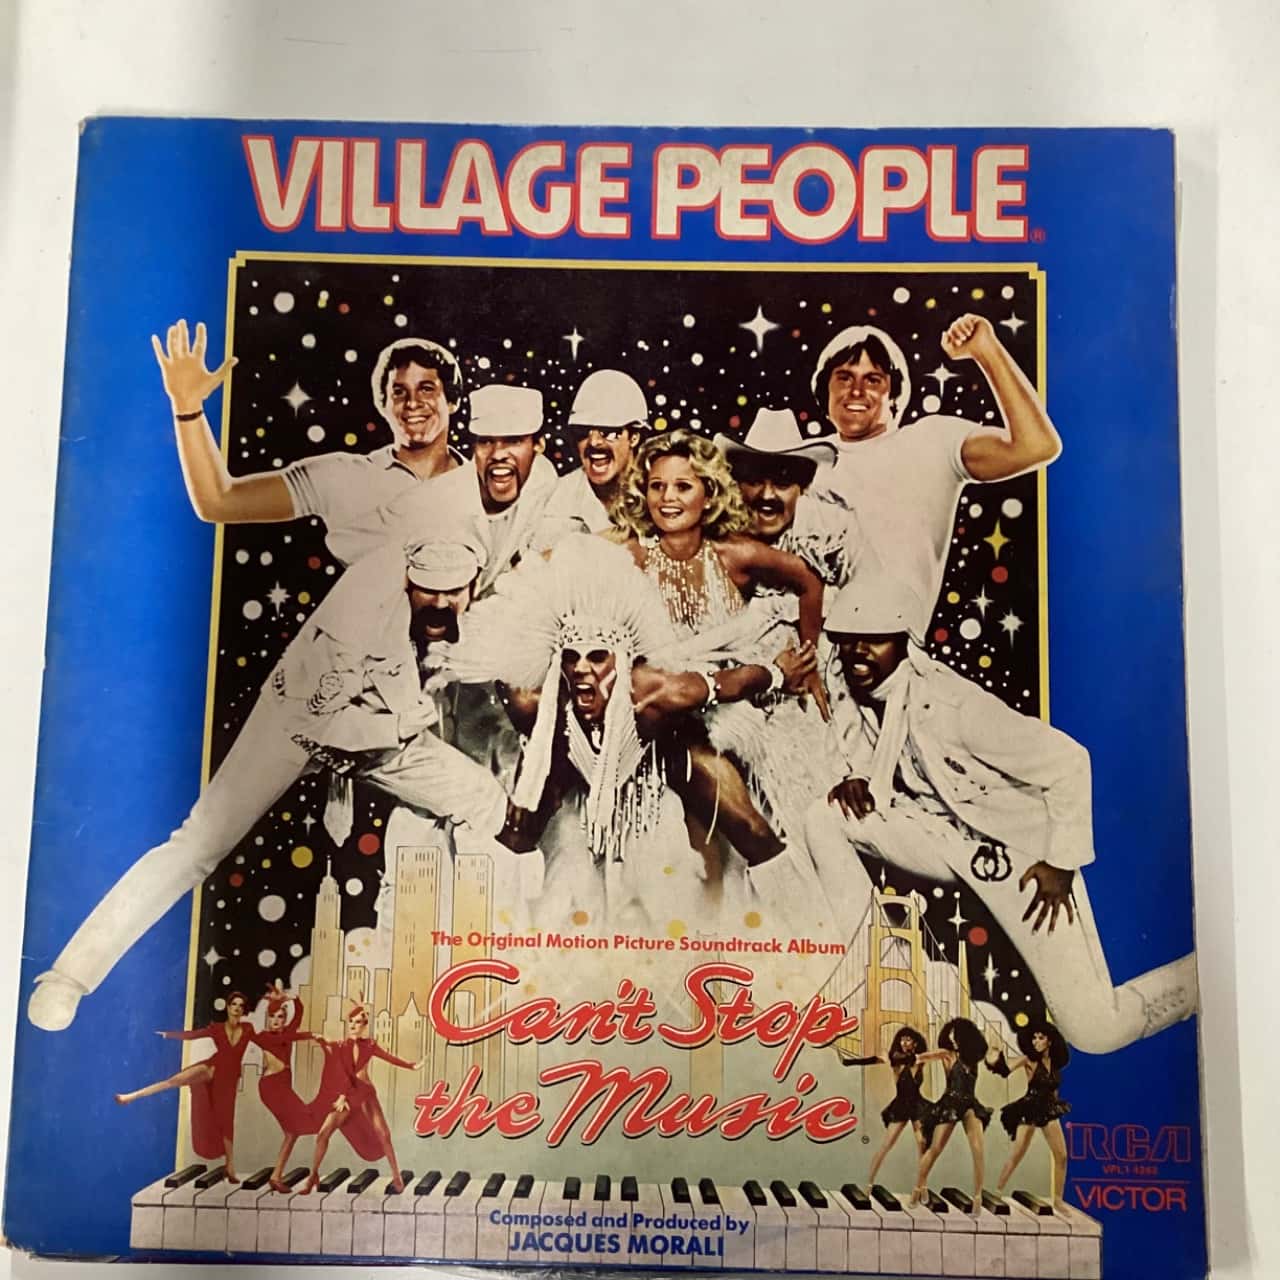 VILLAGE PEOPLE®
The Original Motion Picture Soundtrack Album
Can't Stop
the Music
RCA
VICTOR
Composed and Produced by
JACQUES MORALI